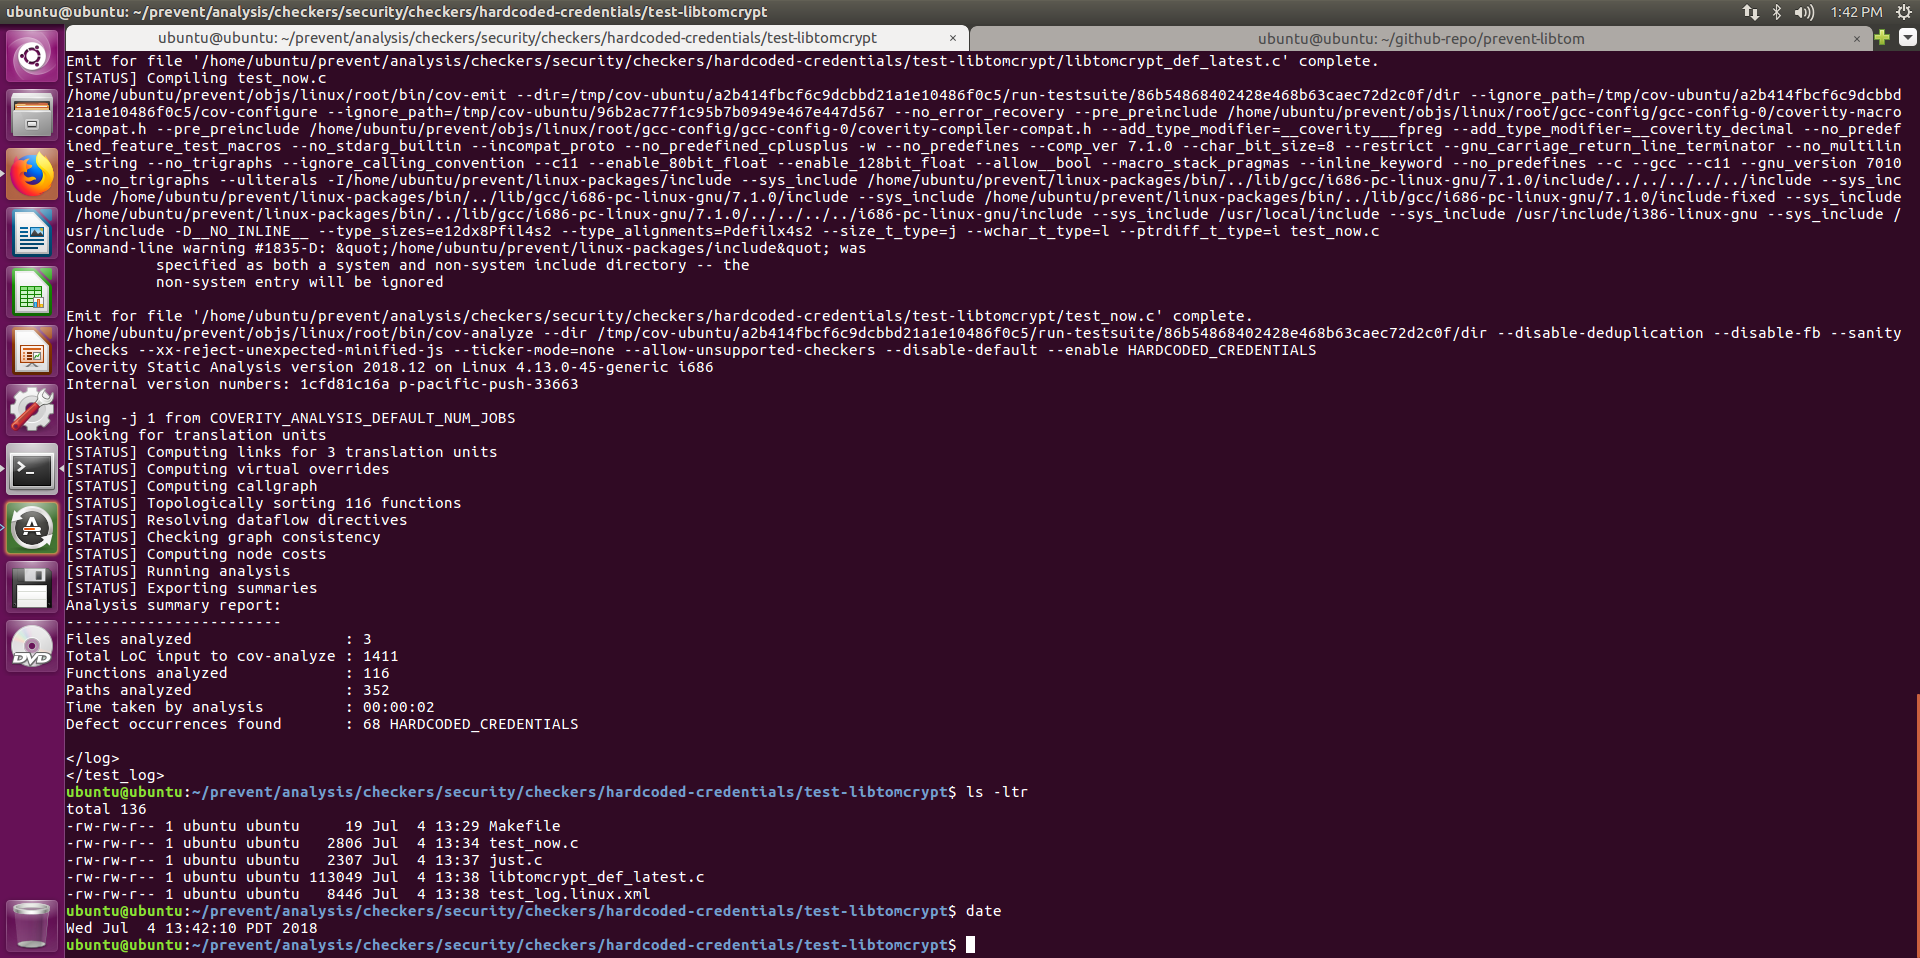 ubuntu@ubuntu: ~/prevent/analysis/checkers/security/checkers/hardcoded-credentials/test-libtomcrypt
1:42 PM
ubuntu@ubuntu: ~/prevent/analysis/checkers/security/checkers/hardcoded-credentials/test-libtomcrypt ×
ubuntu@ubuntu: ~/github-repo/prevent-libtom ×
Emit for file '/home/ubuntu/prevent/analysis/checkers/security/checkers/hardcoded-credentials/test-libtomcrypt/libtomcrypt_def_latest.c' complete.
[STATUS] Compiling test_now.c
/home/ubuntu/prevent/objs/linux/root/bin/cov-emit --dir=/tmp/cov-ubuntu/a2b414fbcf6c9dcbbd21a1e10486f0c5/run-testsuite/86b54868402428e468b63caec72d2c0f/dir --ignore_path=/tmp/cov-ubuntu/a2b414fbcf6c9dcbbd
21a1e10486f0c5/cov-configure --ignore_path=/tmp/cov-ubuntu/96b2ac77f1c95b7b0949e467e447d567 --no_error_recovery --pre_preinclude /home/ubuntu/prevent/objs/linux/root/gcc-config/gcc-config-0/coverity-macro
-compat.h --pre_preinclude /home/ubuntu/prevent/objs/linux/root/gcc-config/gcc-config-0/coverity-compiler-compat.h --add_type_modifier=__coverity___fpreg --add_type_modifier=__coverity_decimal --no_predef
ined_feature_test_macros --no_stdarg_builtin --incompat_proto --no_predefined_cplusplus -w --no_predefines --comp_ver 7.1.0 --char_bit_size=8 --restrict --gnu_carriage_return_line_terminator --no_multilin
e_string --no_trigraphs --ignore_calling_convention --c11 --enable_80bit_float --enable_128bit_float --allow__bool --macro_stack_pragmas --inline_keyword --no_predefines --c --gcc --c11 --gnu_version 7010
0 --no_trigraphs --uliterals -I/home/ubuntu/prevent/linux-packages/include --sys_include /home/ubuntu/prevent/linux-packages/bin/../lib/gcc/i686-pc-linux-gnu/7.1.0/include/../../../../../include --sys_inc
lude /home/ubuntu/prevent/linux-packages/bin/../lib/gcc/i686-pc-linux-gnu/7.1.0/include --sys_include /home/ubuntu/prevent/linux-packages/bin/../lib/gcc/i686-pc-linux-gnu/7.1.0/include-fixed --sys_include
 /home/ubuntu/prevent/linux-packages/bin/../lib/gcc/i686-pc-linux-gnu/7.1.0/../../../../i686-pc-linux-gnu/include --sys_include /usr/local/include --sys_include /usr/include/i386-linux-gnu --sys_include /
usr/include -D__NO_INLINE__ --type_sizes=e12dx8Pfil4s2 --type_alignments=Pdefilx4s2 --size_t_type=j --wchar_t_type=l --ptrdiff_t_type=i test_now.c
Command-line warning #1835-D: &quot;/home/ubuntu/prevent/linux-packages/include&quot; was
          specified as both a system and non-system include directory -- the
          non-system entry will be ignored
Emit for file '/home/ubuntu/prevent/analysis/checkers/security/checkers/hardcoded-credentials/test-libtomcrypt/test_now.c' complete.
/home/ubuntu/prevent/objs/linux/root/bin/cov-analyze --dir /tmp/cov-ubuntu/a2b414fbcf6c9dcbbd21a1e10486f0c5/run-testsuite/86b54868402428e468b63caec72d2c0f/dir --disable-deduplication --disable-fb --sanity
-checks --xx-reject-unexpected-minified-js --ticker-mode=none --allow-unsupported-checkers --disable-default --enable HARDCODED_CREDENTIALS
Coverity Static Analysis version 2018.12 on Linux 4.13.0-45-generic i686
Internal version numbers: 1cfd81c16a p-pacific-push-33663
Using -j 1 from COVERITY_ANALYSIS_DEFAULT_NUM_JOBS
Looking for translation units
[STATUS] Computing links for 3 translation units
[STATUS] Computing virtual overrides
[STATUS] Computing callgraph
[STATUS] Topologically sorting 116 functions
[STATUS] Resolving dataflow directives
[STATUS] Checking graph consistency
[STATUS] Computing node costs
[STATUS] Running analysis
[STATUS] Exporting summaries
Analysis summary report:
------------------------
Files analyzed                 : 3
Total LoC input to cov-analyze : 1411
Functions analyzed             : 116
Paths analyzed                 : 352
Time taken by analysis         : 00:00:02
Defect occurrences found       : 68 HARDCODED_CREDENTIALS
</log>
</test_log>
ubuntu@ubuntu:~/prevent/analysis/checkers/security/checkers/hardcoded-credentials/test-libtomcrypt$ ls -ltr
total 136
-rw-rw-r-- 1 ubuntu ubuntu     19 Jul  4 13:29 Makefile
-rw-rw-r-- 1 ubuntu ubuntu   2806 Jul  4 13:34 test_now.c
-rw-rw-r-- 1 ubuntu ubuntu   2307 Jul  4 13:37 just.c
-rw-rw-r-- 1 ubuntu ubuntu 113049 Jul  4 13:38 libtomcrypt_def_latest.c
-rw-rw-r-- 1 ubuntu ubuntu   8446 Jul  4 13:38 test_log.linux.xml
ubuntu@ubuntu:~/prevent/analysis/checkers/security/checkers/hardcoded-credentials/test-libtomcrypt$ date
Wed Jul  4 13:42:10 PDT 2018
ubuntu@ubuntu:~/prevent/analysis/checkers/security/checkers/hardcoded-credentials/test-libtomcrypt$
DVD